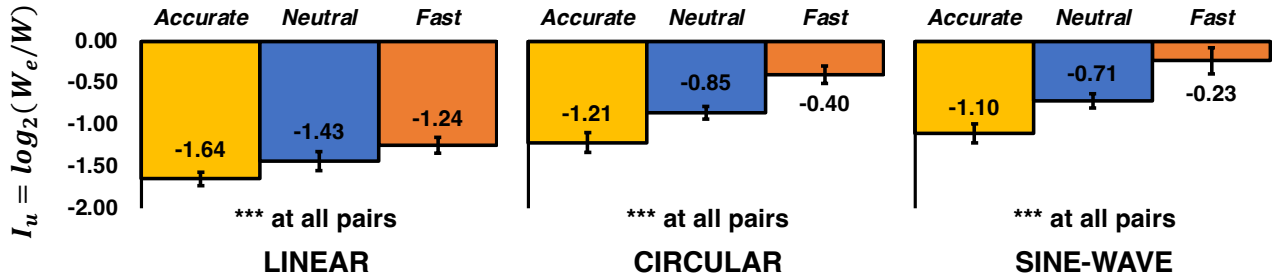 I_u = log_2(W_e/W)
0.00
-0.50
-1.00
-1.50
-2.00
Accurate Neutral Fast
-1.64 -1.43 -1.24
*** at all pairs
LINEAR
Accurate Neutral Fast
-1.21 -0.85 -0.40
*** at all pairs
CIRCULAR
Accurate Neutral Fast
-1.10 -0.71 -0.23
*** at all pairs
SINE-WAVE